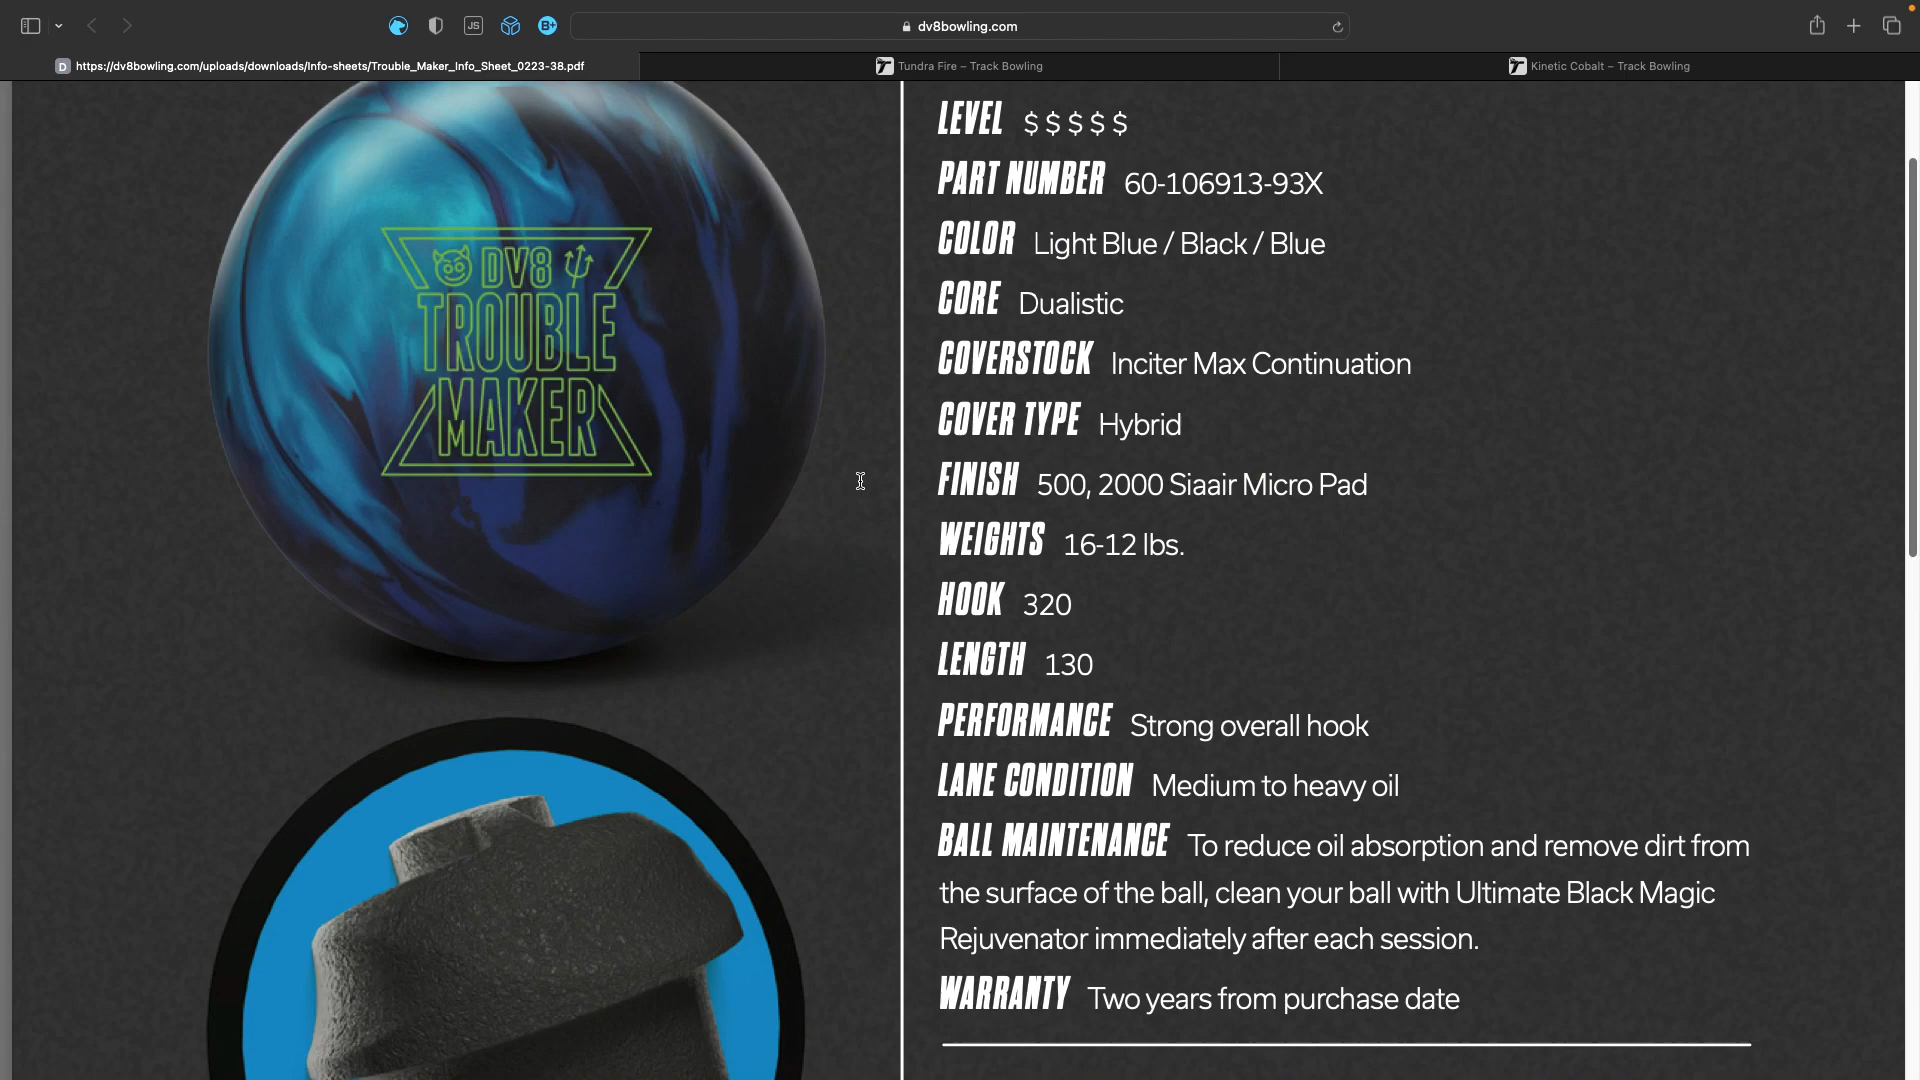 JS
B+
dv8bowling.com
D
https://dv8bowling.com/uploads/downloads/Info-sheets/Trouble_Maker_Info_Sheet_0223-38.pdf
T Tundra Fire – Track Bowling
T Kinetic Cobalt – Track Bowling
DV8
TROUBLE
MAKER
LEVEL $ $ $ $ $
PART NUMBER 60-106913-93X
COLOR Light Blue / Black / Blue
CORE Dualistic
COVERSTOCK Inciter Max Continuation
COVER TYPE Hybrid
FINISH 500, 2000 Siaair Micro Pad
WEIGHTS 16-12 lbs.
HOOK 320
LENGTH 130
PERFORMANCE Strong overall hook
LANE CONDITION Medium to heavy oil
BALL MAINTENANCE To reduce oil absorption and remove dirt from
the surface of the ball, clean your ball with Ultimate Black Magic
Rejuvenator immediately after each session.
WARRANTY Two years from purchase date